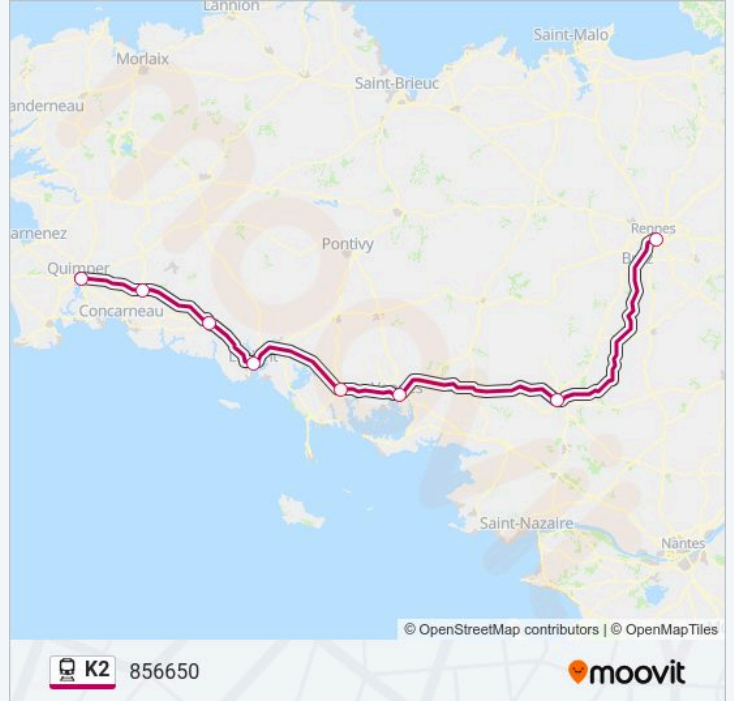 Lannion
Saint-Malo
Morlaix
Saint-Brieuc
anderneau
Rennes
arnenez
Pontivy
Quimper
Concarneau
Saint-Nazaire
Nantes
moovit
© OpenStreetMap contributors | © OpenMapTiles
K2 856650
moovit